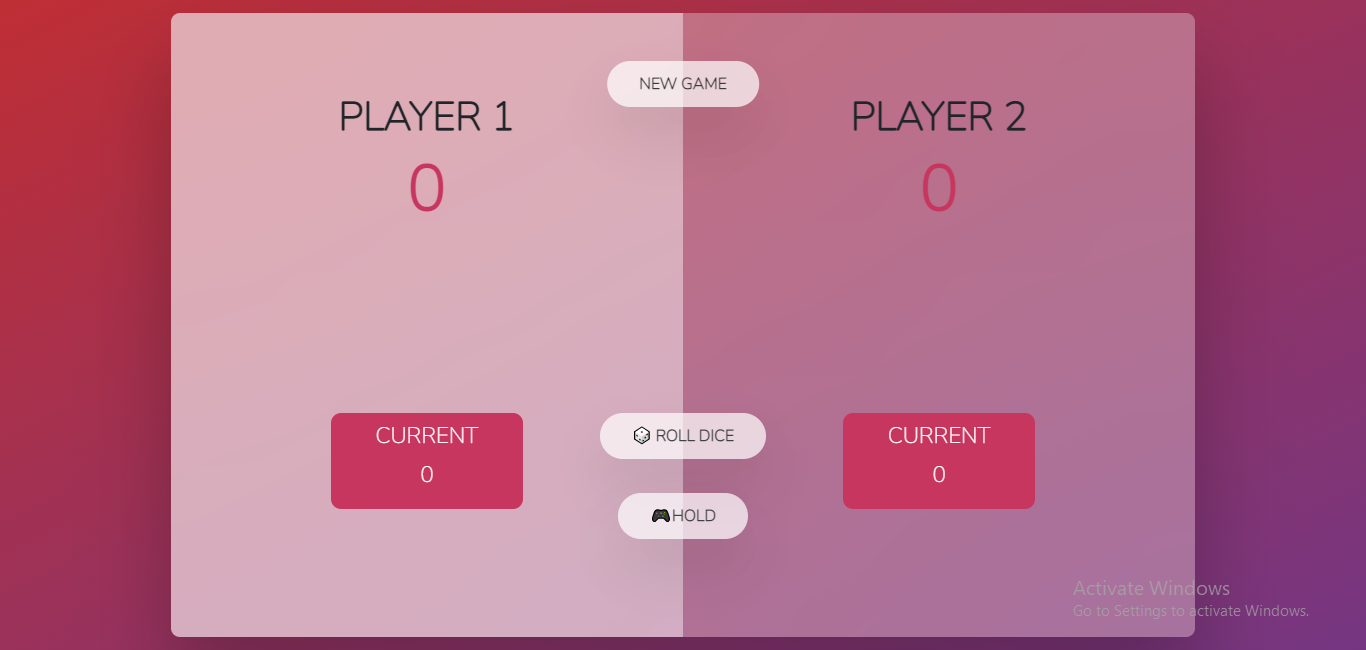 NEW GAME
PLAYER 1
0
PLAYER 2
0
CURRENT
0
ROLL DICE
HOLD
CURRENT
0
Activate Windows
Go to Settings to activate Windows.